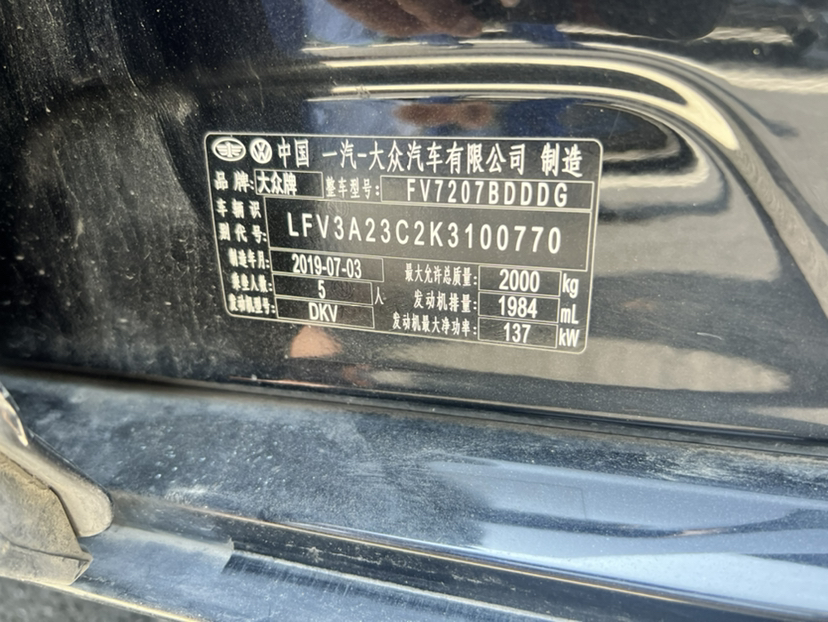 中国 一汽-大众汽车有限公司 制造
品牌: 大众牌 整车型号: FV7207BDDDG
车辆识别代号: LFV3A23C2K3100770
制造年月: 2019-07-03 最大允许总质量: 2000 kg
乘坐人数: 5 人 发动机排量: 1984 mL
发动机型号: DKV 发动机最大净功率: 137 kW